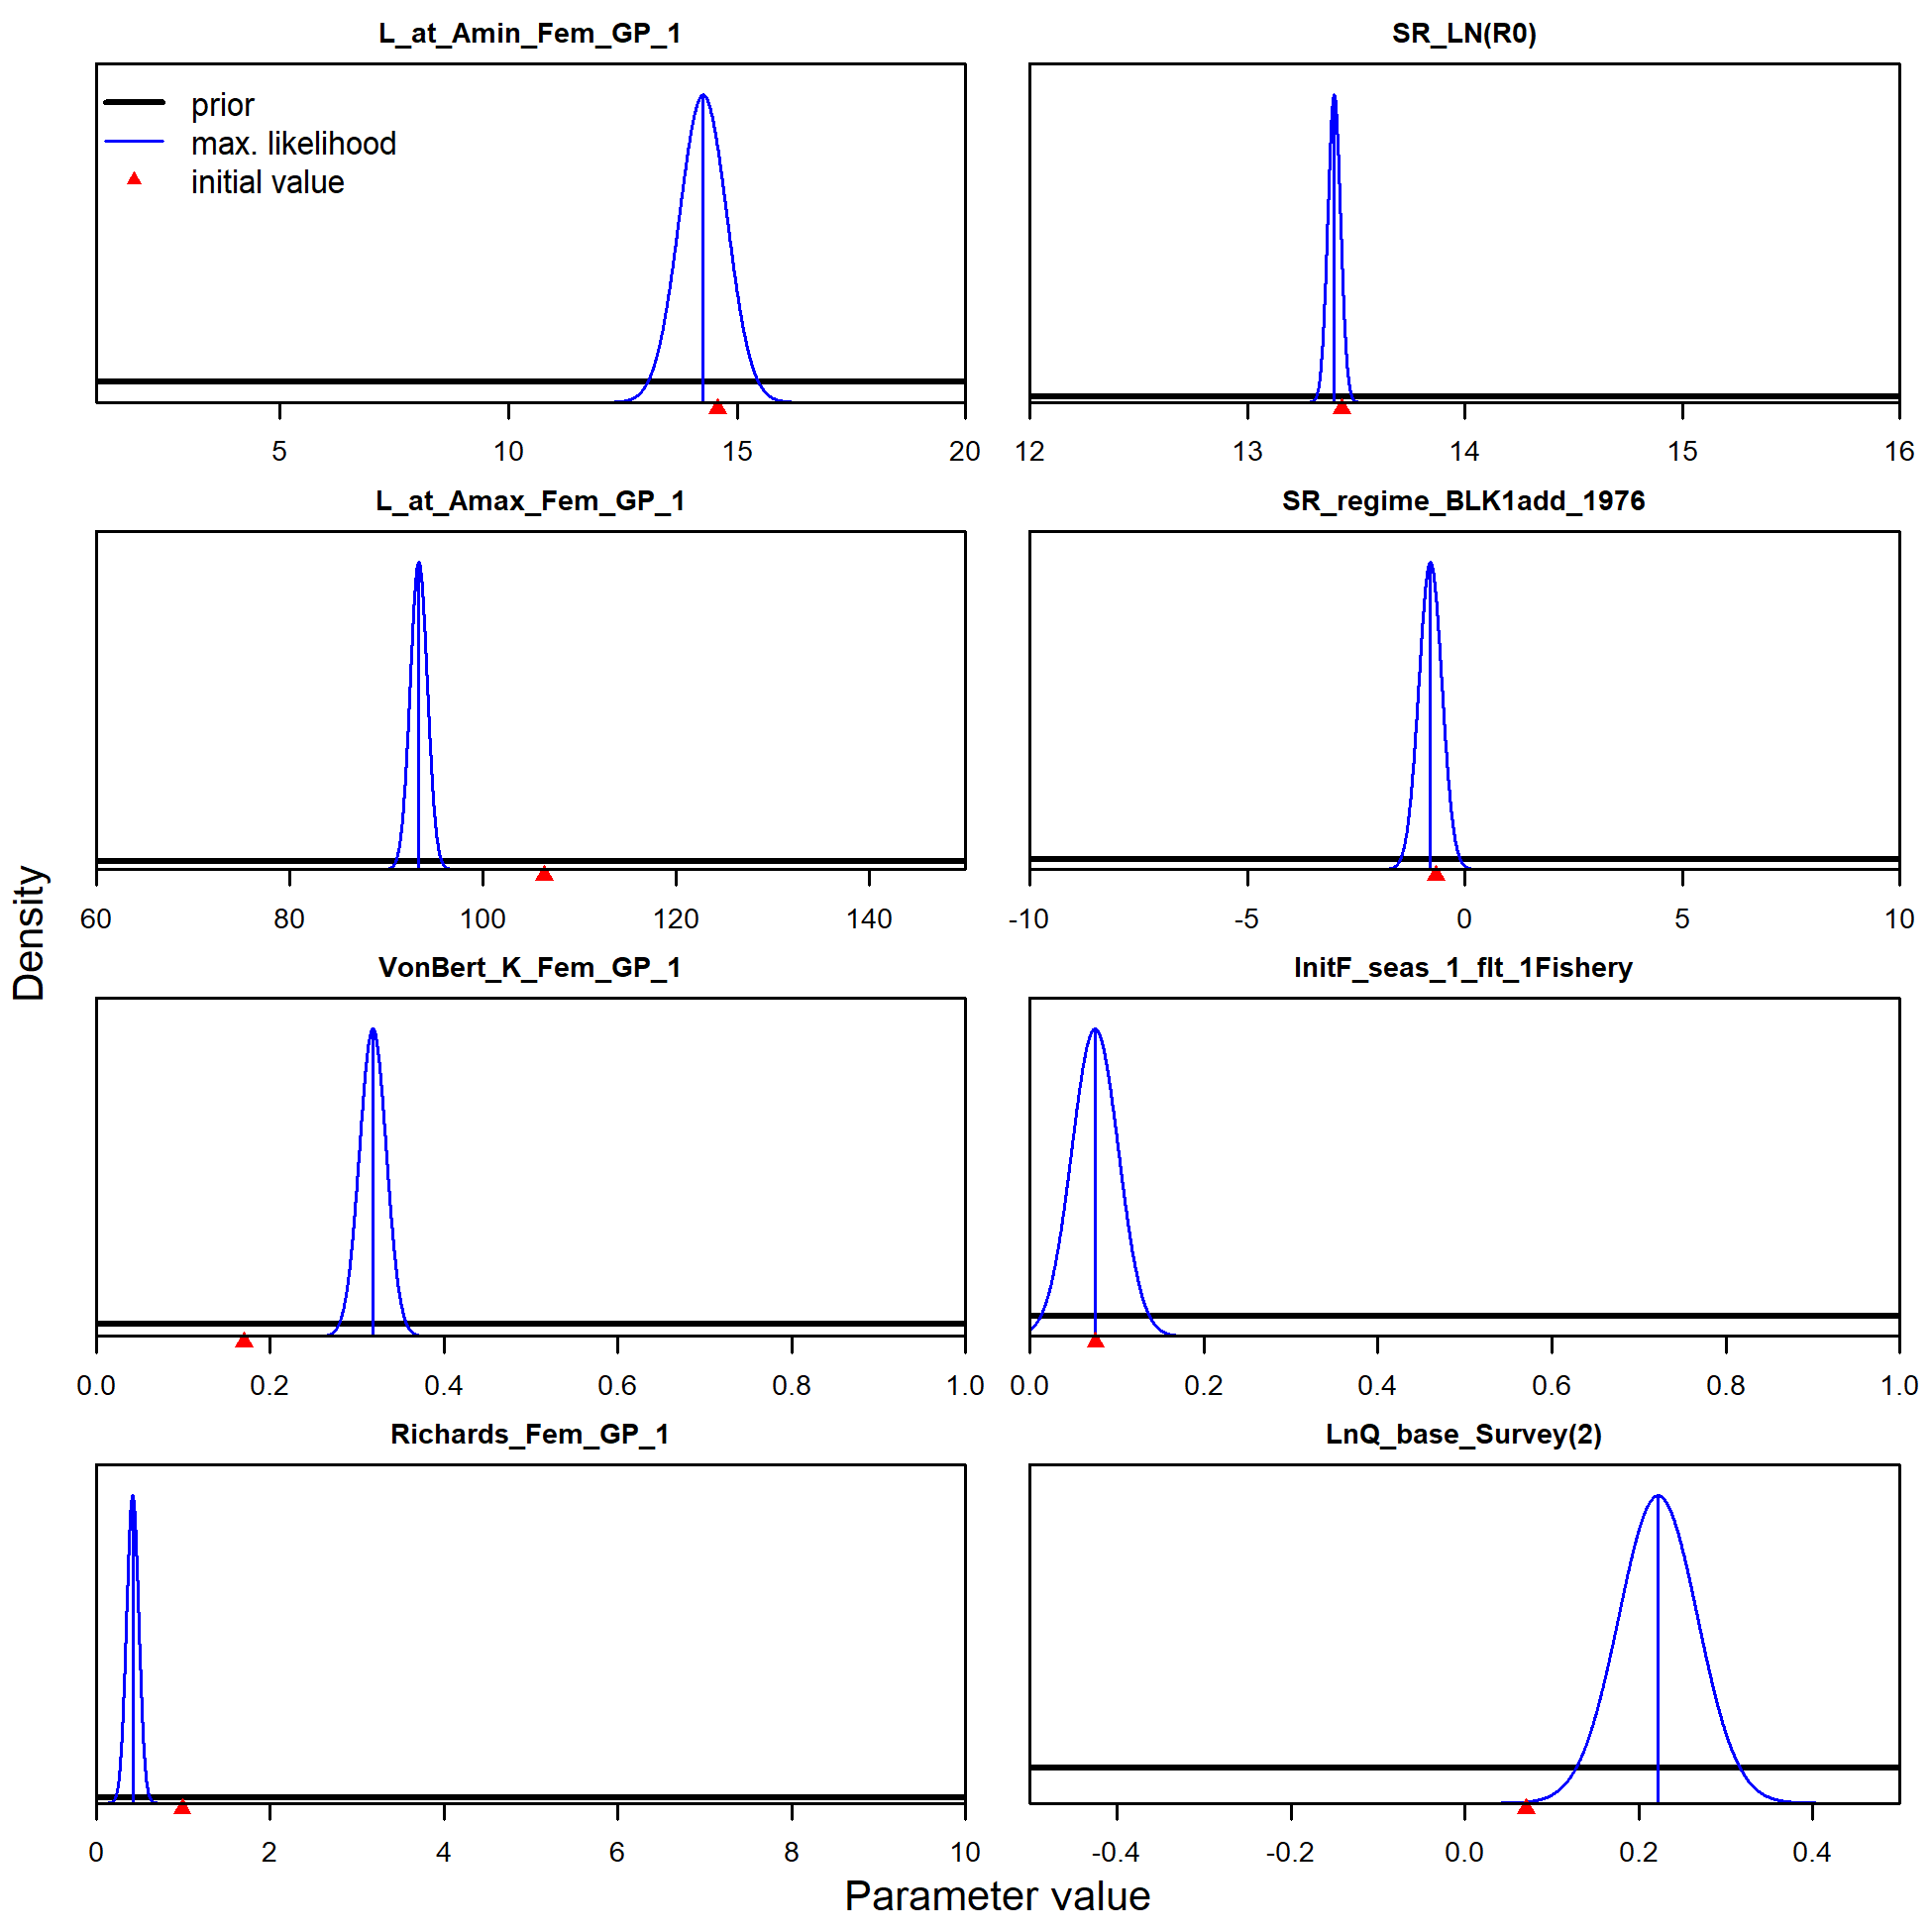 L_at_Amin_Fem_GP_1
prior
max. likelihood
initial value
5 10 15 20
SR_LN(R0)
12 13 14 15 16
L_at_Amax_Fem_GP_1
60 80 100 120 140
SR_regime_BLK1add_1976
-10 -5 0 5 10
VonBert_K_Fem_GP_1
0.0 0.2 0.4 0.6 0.8 1.0
InitF_seas_1_flt_1Fishery
0.0 0.2 0.4 0.6 0.8 1.0
Richards_Fem_GP_1
0 2 4 6 8 10
LnQ_base_Survey(2)
-0.4 -0.2 0.0 0.2 0.4
Density
Parameter value